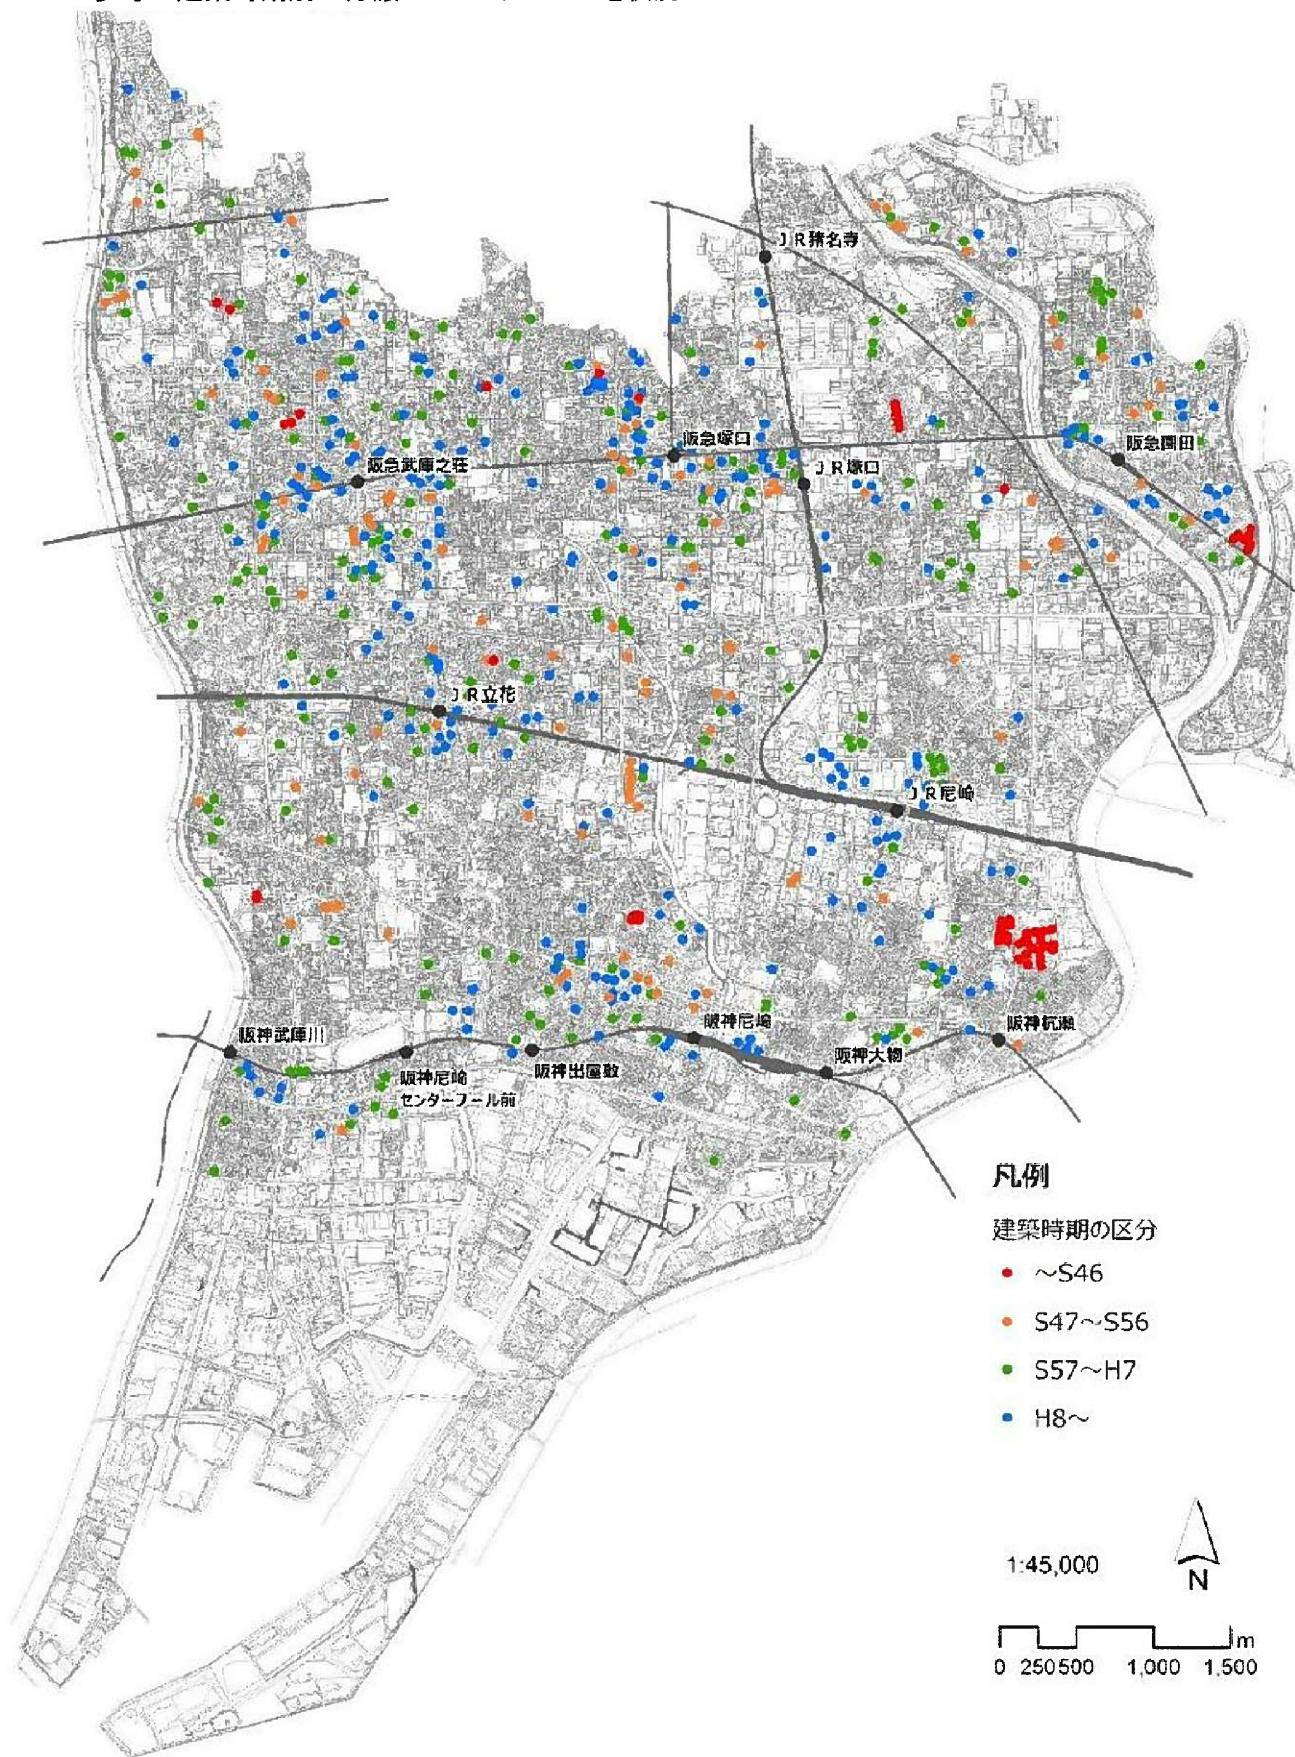 JR猪名寺
阪急塚口
阪急園田
阪急武庫之荘
JR塚口
JR立花
JR尼崎
阪神武庫川
阪神尼崎
阪神杭瀬
阪神大物
阪神出屋敷
阪神尼崎
センタープール前
凡例
建築時期の区分
～S46
S47～S56
S57～H7
H8～
1:45,000
N
m
0 250 500 1,000 1,500